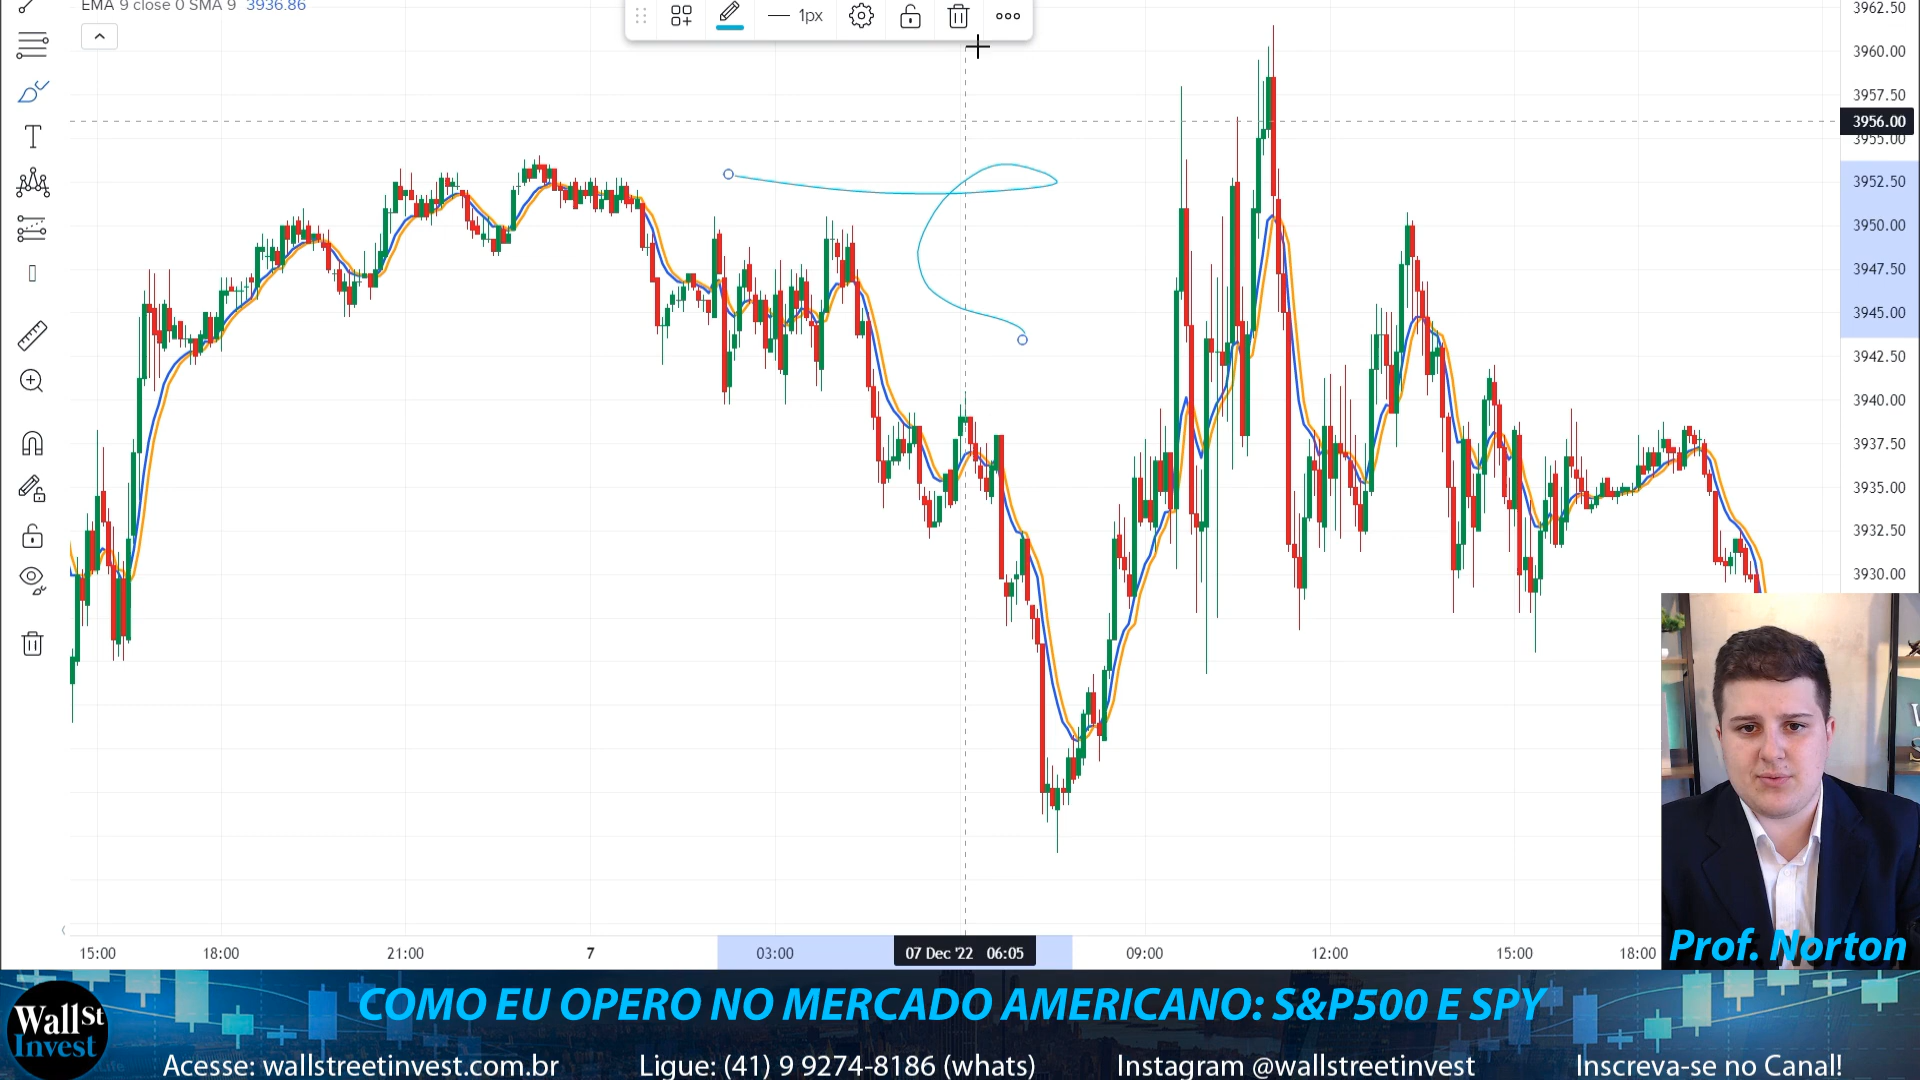 EMA 9 close 0 SMA 9 3936.86
1px
3962.50
3960.00
3957.50
3956.00
3955.00
3952.50
3950.00
3947.50
3945.00
3942.50
3940.00
3937.50
3935.00
3932.50
3930.00
15:00 18:00 21:00 7 03:00 07 Dec '22 06:05 09:00 12:00 15:00 18:00
Prof. Norton
Wall St
Invest
COMO EU OPERO NO MERCADO AMERICANO: S&P500 E SPY
Acesse: wallstreetinvest.com.br Ligue: (41) 9 9274-8186 (whats) Instagram @wallstreetinvest Inscreva-se no Canal!